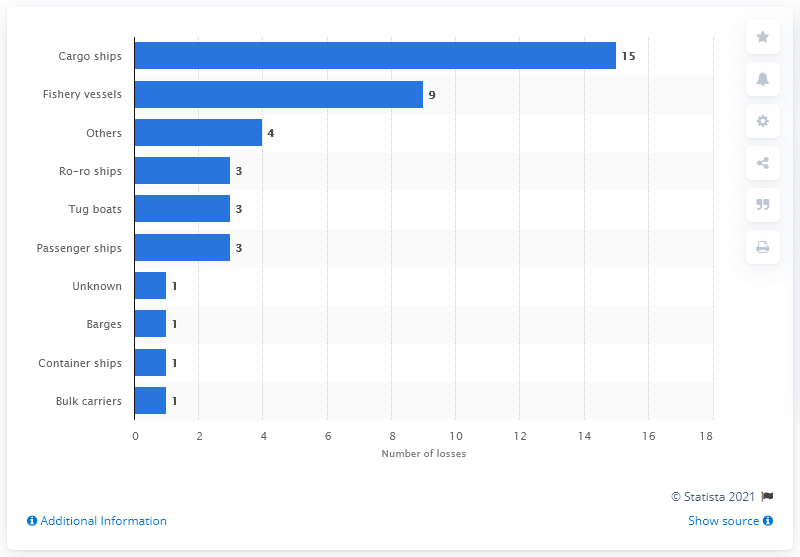 Cargo ships 15
Fishery vessels 9
Others 4
Ro-ro ships 3
Tug boats 3
Passenger ships 3
Unknown 1
Barges 1
Container ships 1
Bulk carriers 1
0 2 4 6 8 10 12 14 16 18
Number of losses
© Statista 2021
Additional Information
Show source